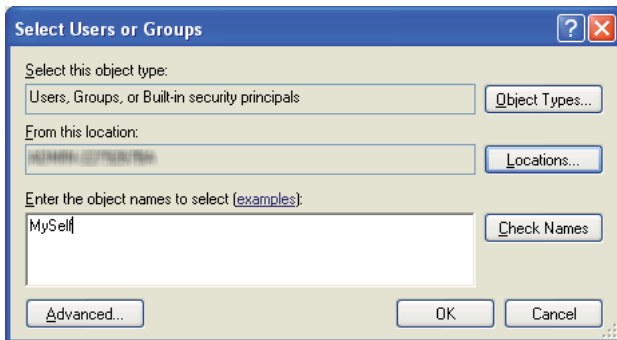 Select Users or Groups
Select this object type:
Users, Groups, or Built-in security principals
Object Types...
From this location:
Locations...
Enter the object names to select (examples):
MySelf
Check Names
Advanced...
OK
Cancel